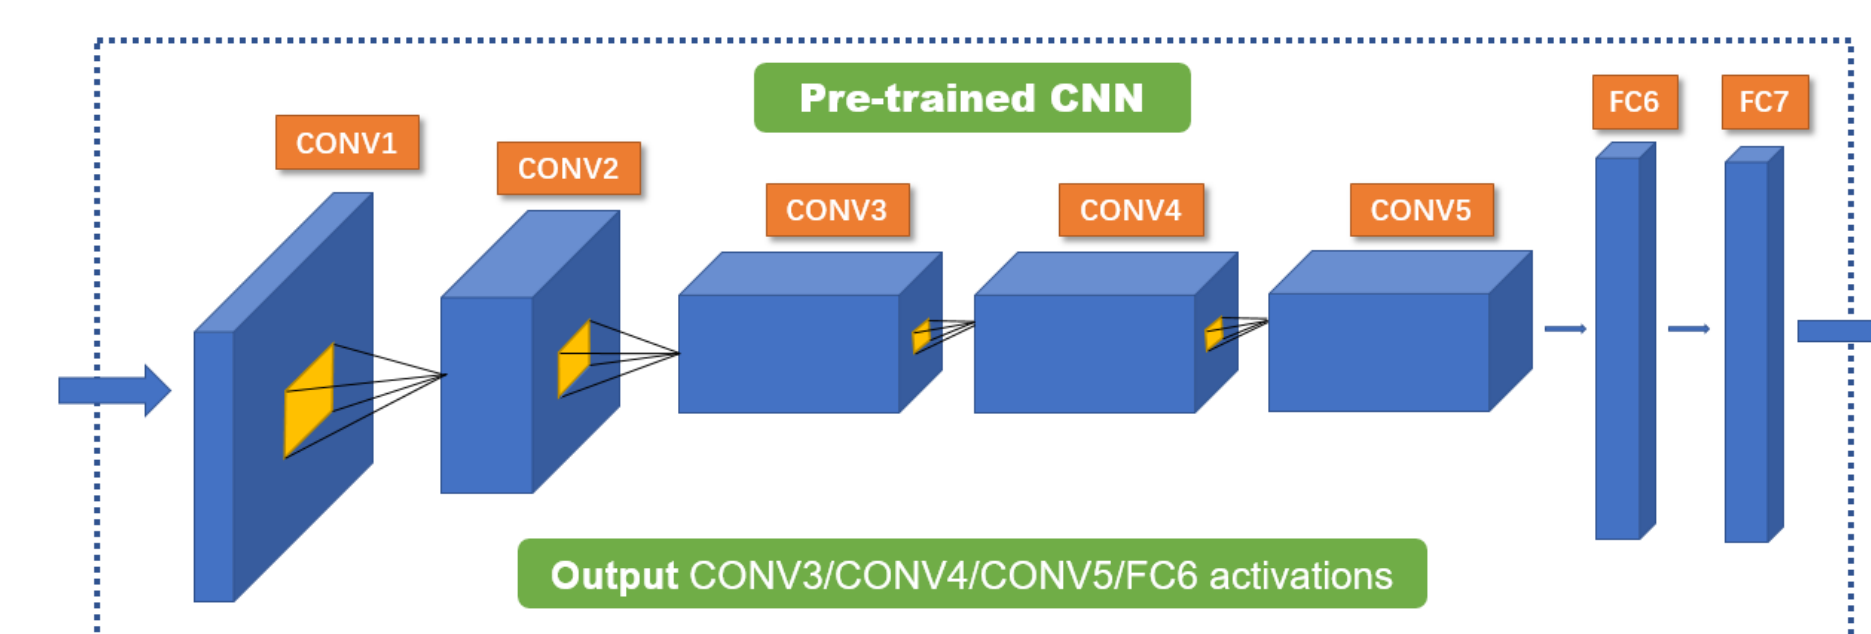 Pre-trained CNN
CONV1
CONV2
CONV3
CONV4
CONV5
FC6
FC7
Output CONV3/CONV4/CONV5/FC6 activations